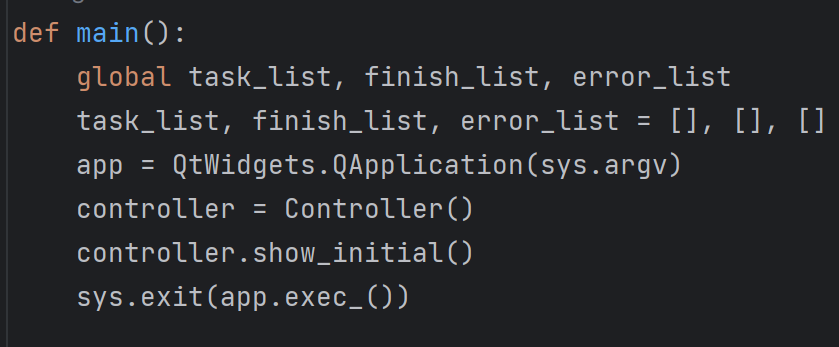 def main():
    global task_list, finish_list, error_list
    task_list, finish_list, error_list = [], [], []
    app = QtWidgets.QApplication(sys.argv)
    controller = Controller()
    controller.show_initial()
    sys.exit(app.exec_())